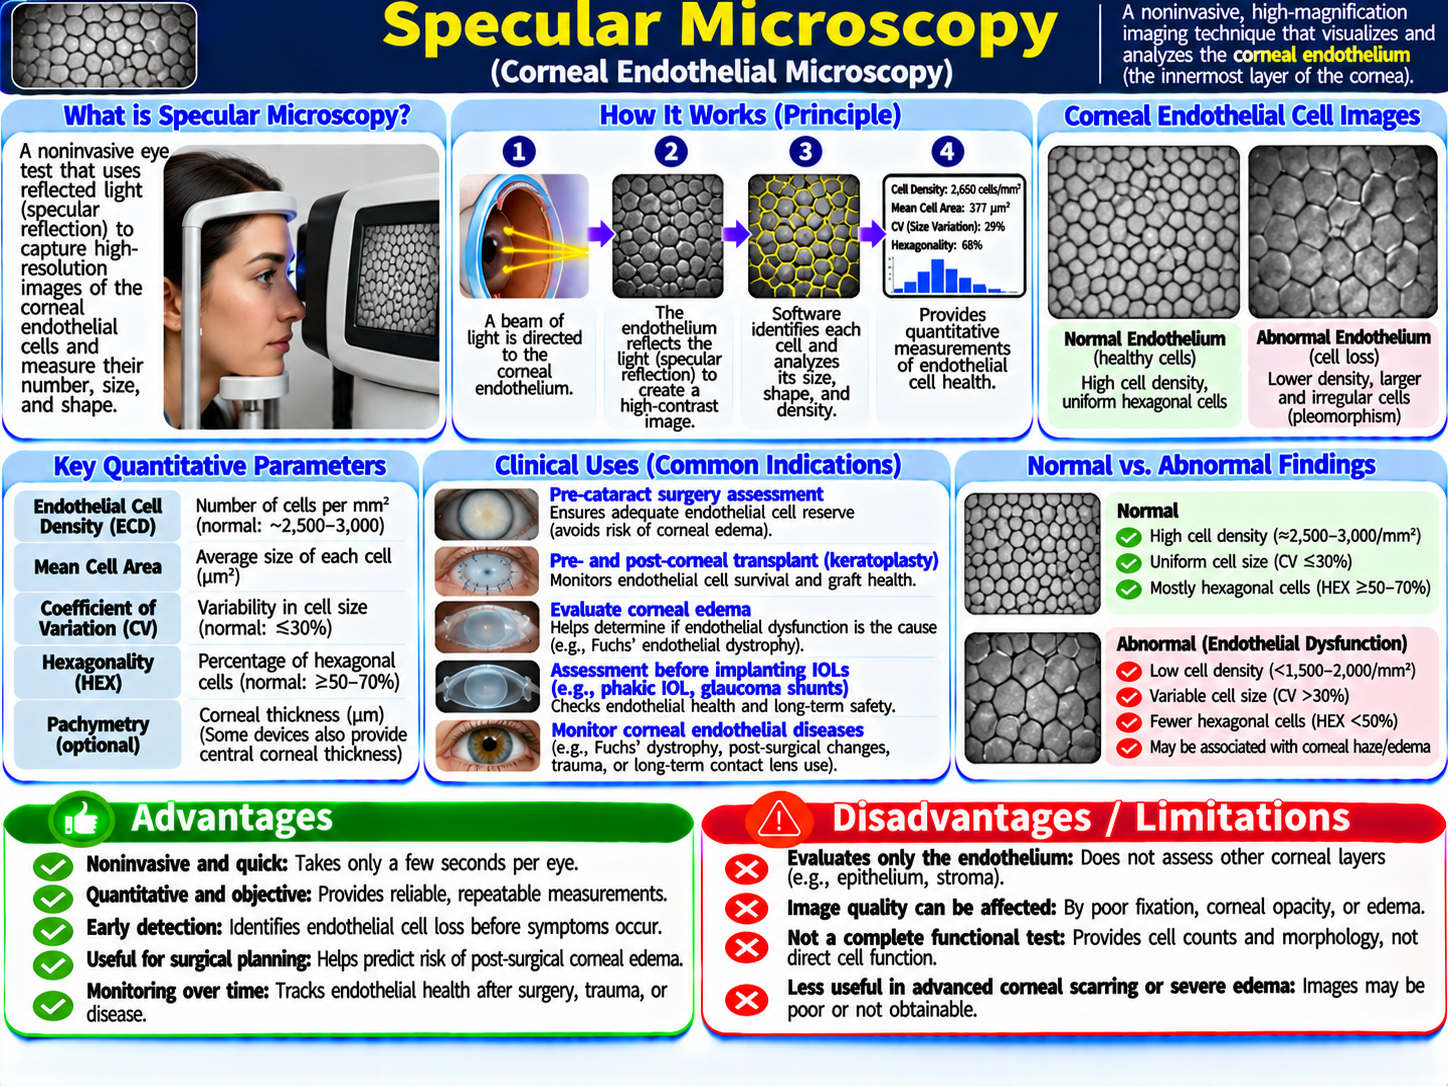 Specular Microscopy
(Corneal Endothelial Microscopy)
A noninvasive, high-magnification
imaging technique that visualizes and
analyzes the corneal endothelium
(the innermost layer of the cornea).
What is Specular Microscopy?
A noninvasive eye
test that uses
reflected light
(specular
reflection) to
capture high-
resolution
images of the
corneal
endothelial
cells and
measure their
number, size,
and shape.
How It Works (Principle)
1
A beam of
light is directed
to the
corneal
endothelium.
2
The
endothelium
reflects the
light (specular
reflection) to
create a
high-contrast
image.
3
Software
identifies each
cell and
analyzes
its size,
shape, and
density.
4
Cell Density: 2,650 cells/mm²
Mean Cell Area: 377 µm²
CV (Size Variation): 29%
Hexagonality: 68%
Provides
quantitative
measurements
of endothelial
cell health.
Corneal Endothelial Cell Images
Normal Endothelium
(healthy cells)
High cell density,
uniform hexagonal cells
Abnormal Endothelium
(cell loss)
Lower density, larger
and irregular cells
(pleomorphism)
Key Quantitative Parameters
Endothelial Cell
Density (ECD)
Number of cells per mm²
(normal: ~2,500–3,000)
Mean Cell Area
Average size of each cell
(µm²)
Coefficient of
Variation (CV)
Variability in cell size
(normal: ≤30%)
Hexagonality
(HEX)
Percentage of hexagonal
cells (normal: ≥50–70%)
Pachymetry
(optional)
Corneal thickness (µm)
(Some devices also provide
central corneal thickness)
Clinical Uses (Common Indications)
Pre-cataract surgery assessment
Ensures adequate endothelial cell reserve
(avoids risk of corneal edema).
Pre- and post-corneal transplant (keratoplasty)
Monitors endothelial cell survival and graft health.
Evaluate corneal edema
Helps determine if endothelial dysfunction is the cause
(e.g., Fuchs' endothelial dystrophy).
Assessment before implanting IOLs
(e.g., phakic IOL, glaucoma shunts)
Checks endothelial health and long-term safety.
Monitor corneal endothelial diseases
(e.g., Fuchs' dystrophy, post-surgical changes,
trauma, or long-term contact lens use).
Normal vs. Abnormal Findings
Normal
High cell density (≈2,500–3,000/mm²)
Uniform cell size (CV ≤30%)
Mostly hexagonal cells (HEX ≥50–70%)
Abnormal (Endothelial Dysfunction)
Low cell density (<1,500–2,000/mm²)
Variable cell size (CV >30%)
Fewer hexagonal cells (HEX <50%)
May be associated with corneal haze/edema
Advantages
Noninvasive and quick: Takes only a few seconds per eye.
Quantitative and objective: Provides reliable, repeatable measurements.
Early detection: Identifies endothelial cell loss before symptoms occur.
Useful for surgical planning: Helps predict risk of post-surgical corneal edema.
Monitoring over time: Tracks endothelial health after surgery, trauma, or
disease.
Disadvantages / Limitations
Evaluates only the endothelium: Does not assess other corneal layers
(e.g., epithelium, stroma).
Image quality can be affected: By poor fixation, corneal opacity, or edema.
Not a complete functional test: Provides cell counts and morphology, not
direct cell function.
Less useful in advanced corneal scarring or severe edema: Images may be
poor or not obtainable.